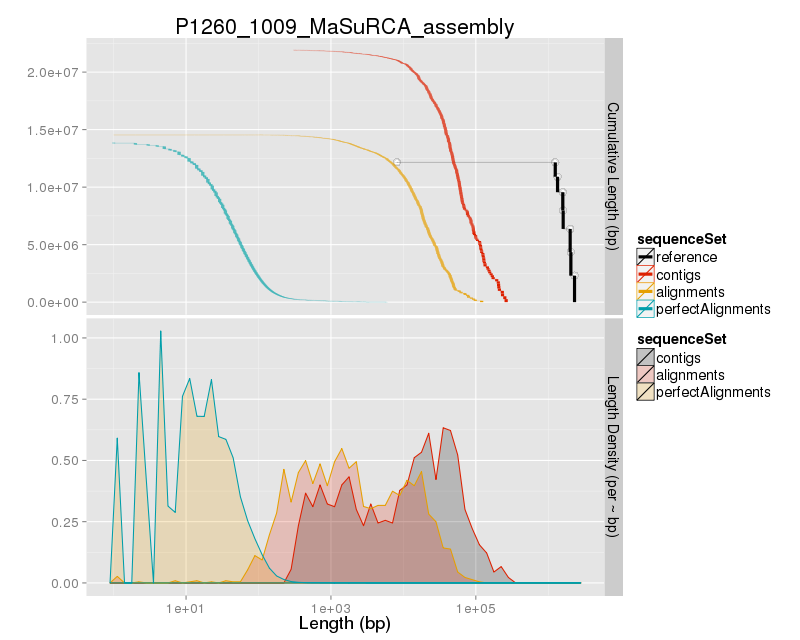 P1260_1009_MaSuRCA_assembly
2.0e+07
1.5e+07
1.0e+07
5.0e+06
0.0e+00
Cumulative Length (bp)
1.00
0.75
0.50
0.25
0.00
Length Density (per ~ bp)
1e+01
1e+03
1e+05
Length (bp)
sequenceSet
reference
contigs
alignments
perfectAlignments
sequenceSet
contigs
alignments
perfectAlignments